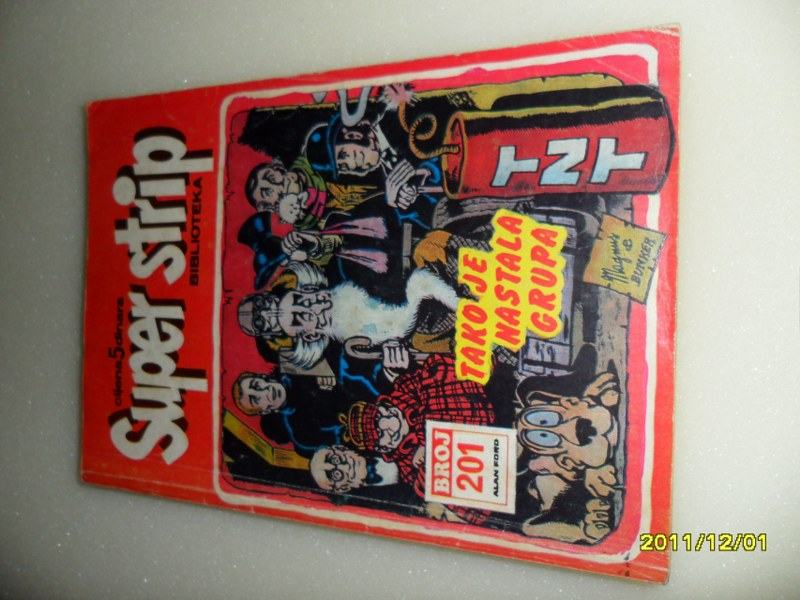 cijena 5 dinara
Super strip
BIBLIOTEKA
TNT
TAKO JE
NASTALA
GRUPA
Magnus
&
BUNKER
BROJ
201
ALAN FORD
2011/12/01